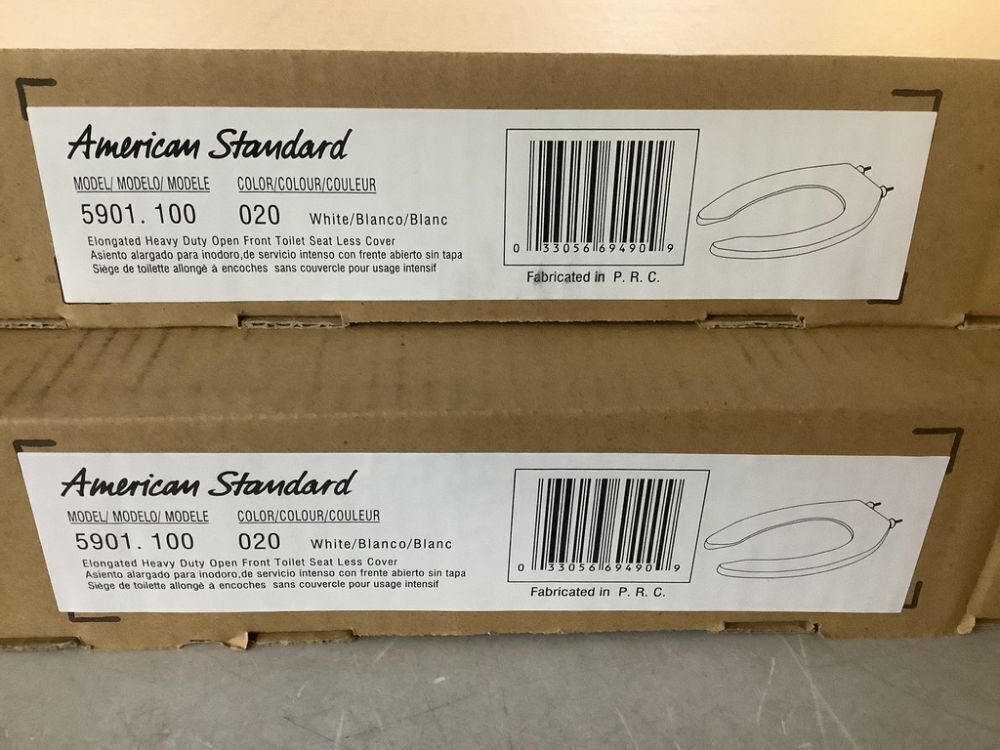 American Standard
MODEL/ MODELO/ MODELE COLOR/COLOUR/COULEUR
5901. 100 020 White/Blanco/Blanc
Elongated Heavy Duty Open Front Toilet Seat Less Cover
Asiento alargado para inodoro,de servicio intenso con frente abierto sin tapa
Siège de toilette allongè à encoches sans couvercle pour usage intensif
0 33056 69490 9
Fabricated in P. R. C.
American Standard
MODEL/ MODELO/ MODELE COLOR/COLOUR/COULEUR
5901. 100 020 White/Blanco/Blanc
Elongated Heavy Duty Open Front Toilet Seat Less Cover
Asiento alargado para inodoro,de servicio intenso con frente abierto sin tapa
Siège de toilette allongè à encoches sans couvercle pour usage intensif
0 33056 69490 9
Fabricated in P. R. C.